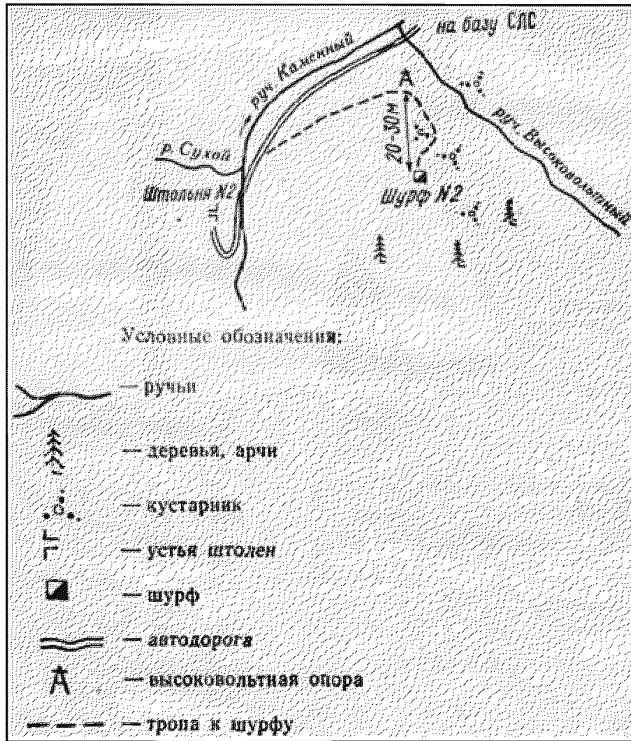 на базу СЛС
руч. Каменный
руч. Высоковольтный
р. Сухой
Штольня N2
20-30м
Шурф N2
Условные обозначения:
— ручьи
— деревья, арчи
— кустарник
— устья штолен
— шурф
— автодорога
— высоковольтная опора
— тропа к шурфу